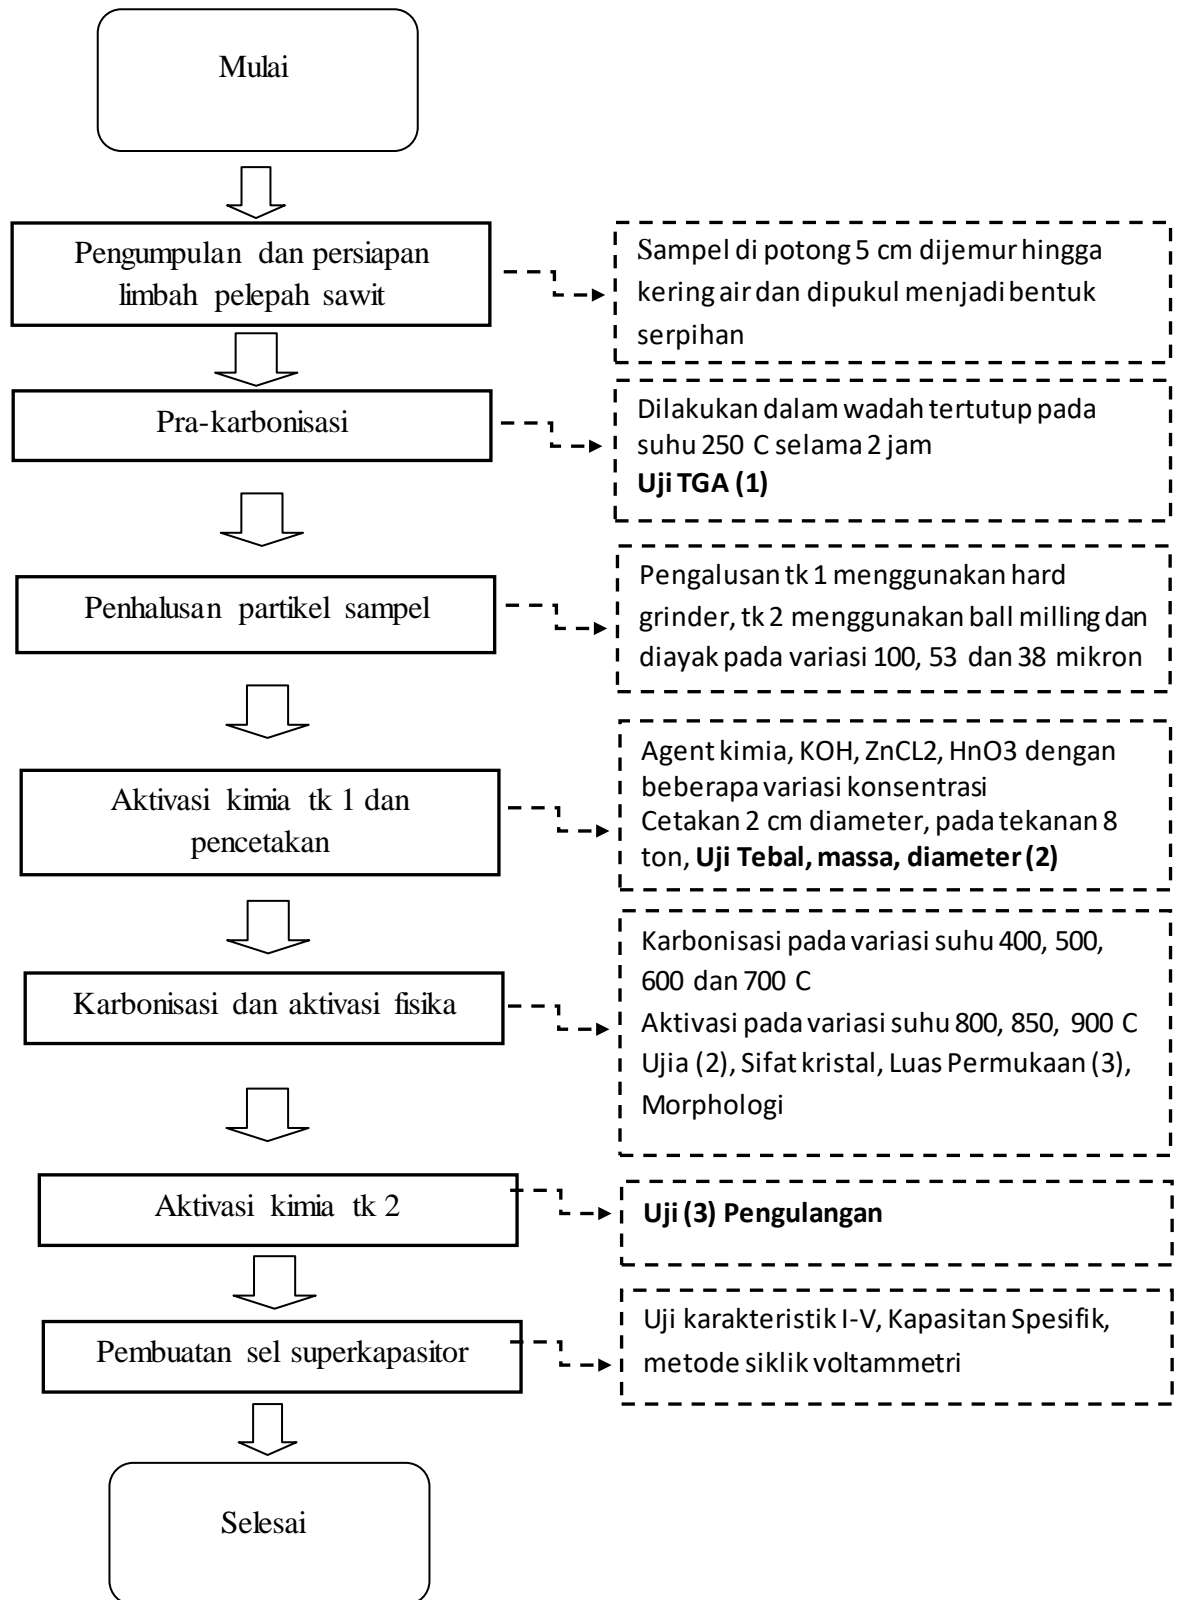 Mulai
Pengumpulan dan persiapan
limbah pelepah sawit
Sampel di potong 5 cm dijemur hingga
kering air dan dipukul menjadi bentuk
serpihan
Pra-karbonisasi
Dilakukan dalam wadah tertutup pada
suhu 250 C selama 2 jam
Uji TGA (1)
Penhalusan partikel sampel
Pengalusan tk 1 menggunakan hard
grinder, tk 2 menggunakan ball milling dan
diayak pada variasi 100, 53 dan 38 mikron
Aktivasi kimia tk 1 dan
pencetakan
Agent kimia, KOH, ZnCL2, HnO3 dengan
beberapa variasi konsentrasi
Cetakan 2 cm diameter, pada tekanan 8
ton, Uji Tebal, massa, diameter (2)
Karbonisasi dan aktivasi fisika
Karbonisasi pada variasi suhu 400, 500,
600 dan 700 C
Aktivasi pada variasi suhu 800, 850, 900 C
Ujia (2), Sifat kristal, Luas Permukaan (3),
Morphologi
Aktivasi kimia tk 2
Uji (3) Pengulangan
Pembuatan sel superkapasitor
Uji karakteristik I-V, Kapasitan Spesifik,
metode siklik voltammetri
Selesai